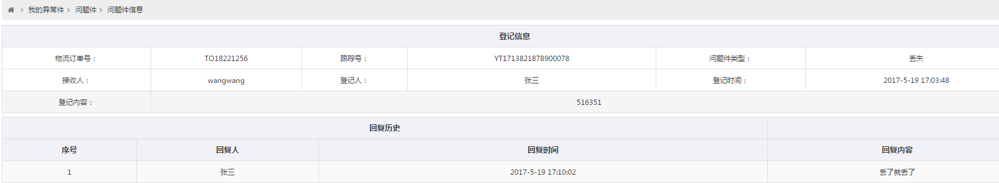 我的异常件 > 问题件 > 问题件信息
登记信息
物流订单号： TO18221256 跟踪号： YT1713821878900078 问题件类型： 丢失
接收人： wangwang 登记人： 张三 登记时间： 2017-5-19 17:03:48
登记内容： 516351
回复历史
序号 回复人 回复时间 回复内容
1 张三 2017-5-19 17:10:02 丢了就丢了